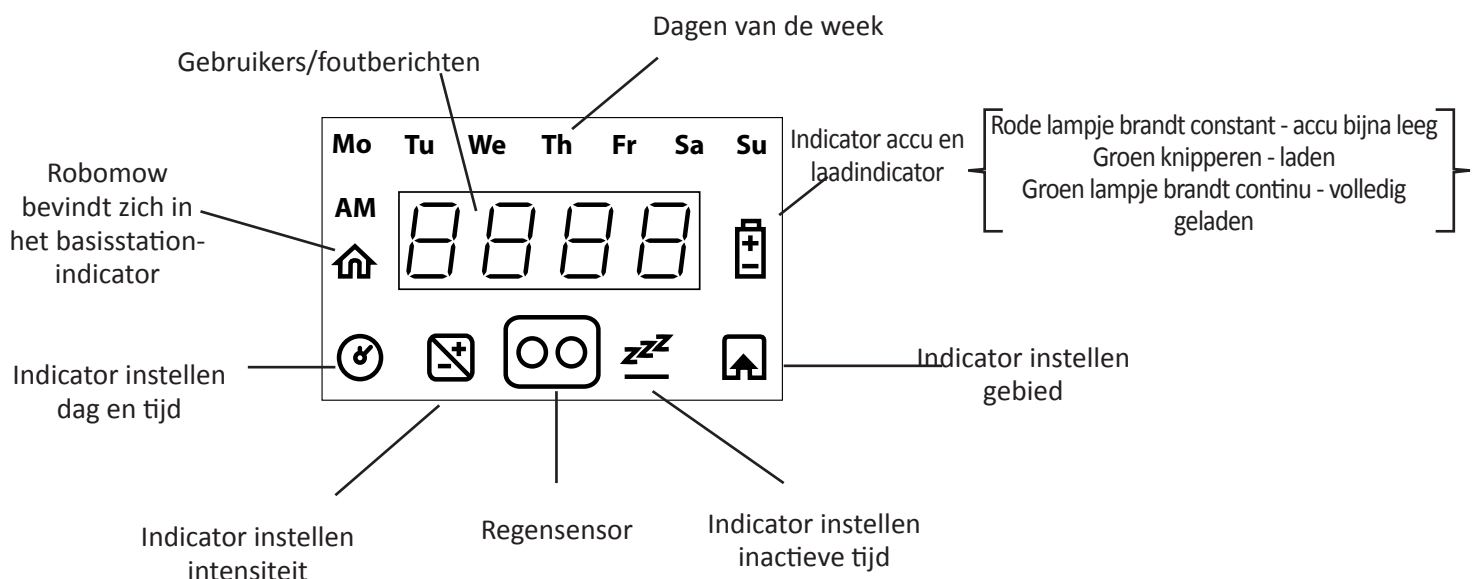 Dagen van de week
Gebruikers/foutberichten
Mo Tu We Th Fr Sa Su
AM
8888
Robomow
bevindt zich in
het basisstation-
indicator
Indicator accu en
laadindicator
Rode lampje brandt constant - accu bijna leeg
Groen knipperen - laden
Groen lampje brandt continu - volledig
geladen
zzz
Indicator instellen
dag en tijd
Indicator instellen
gebied
Indicator instellen
intensiteit
Regensensor
Indicator instellen
inactieve tijd